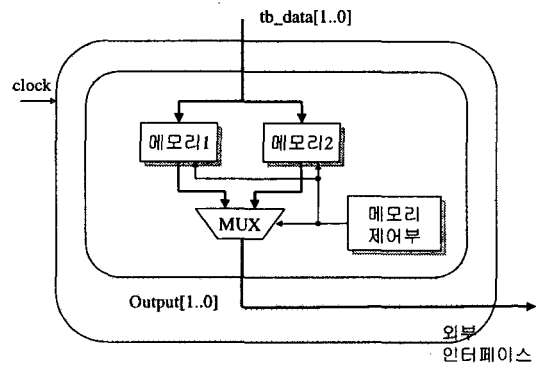 tb_data[1..0]
clock
메모리1
메모리2
MUX
메모리
제어부
Output[1..0]
외부
인터페이스